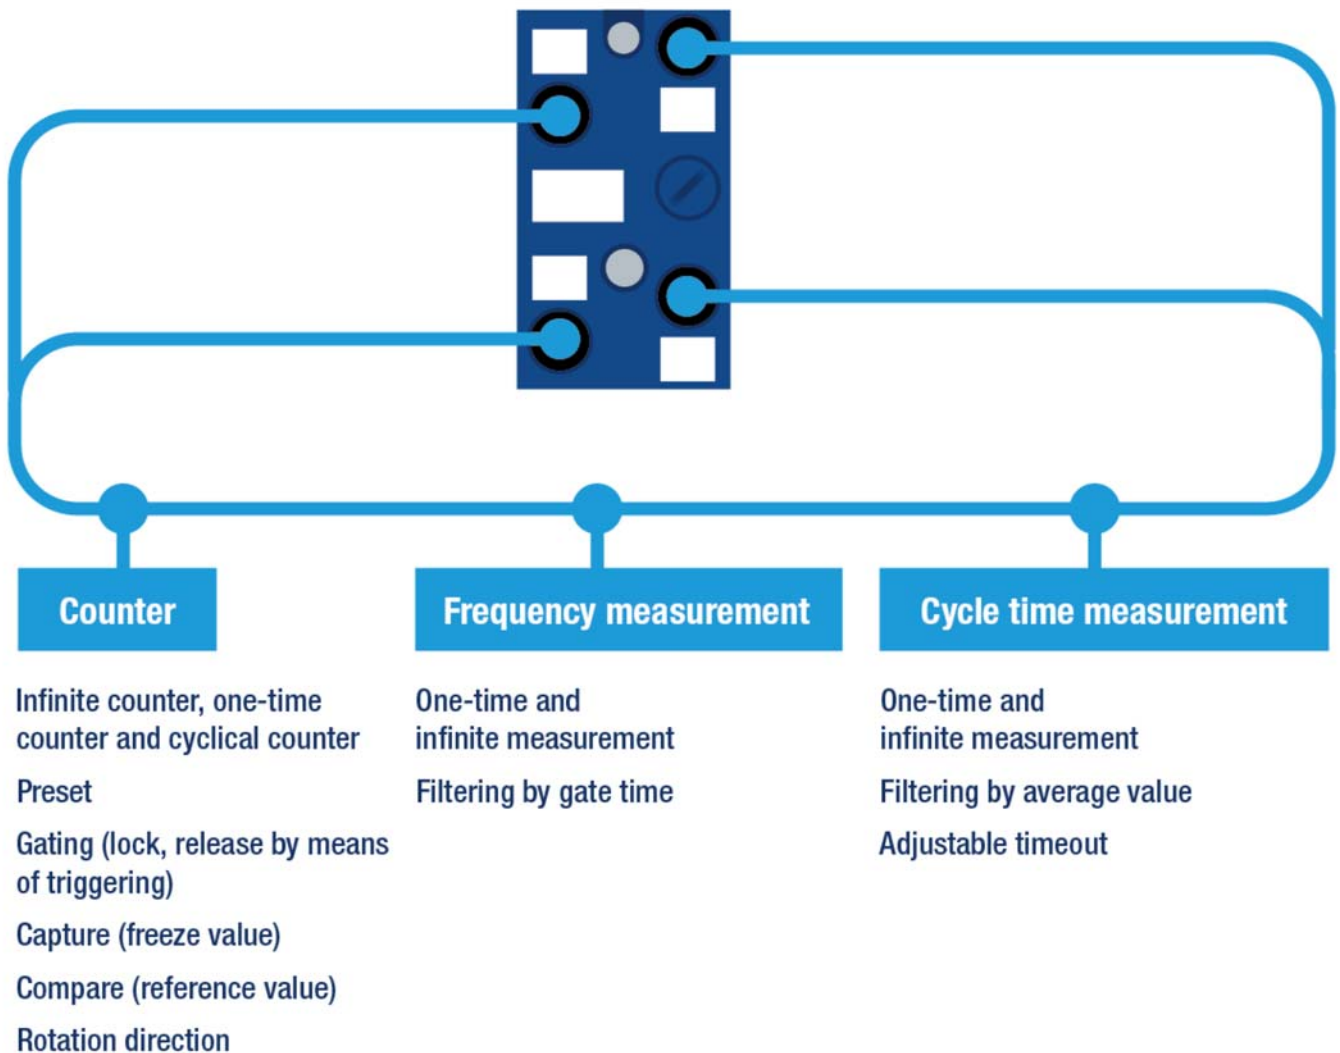 Counter
Frequency measurement
Cycle time measurement
Infinite counter, one-time
counter and cyclical counter
Preset
Gating (lock, release by means
of triggering)
Capture (freeze value)
Compare (reference value)
Rotation direction
One-time and
infinite measurement
Filtering by gate time
One-time and
infinite measurement
Filtering by average value
Adjustable timeout